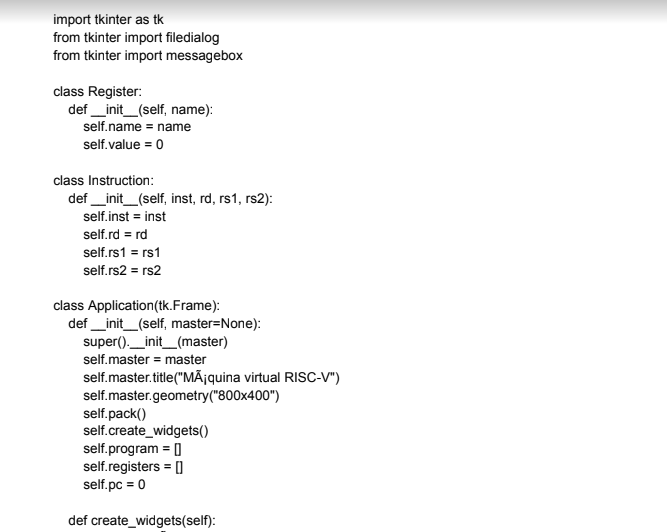 import tkinter as tk
from tkinter import filedialog
from tkinter import messagebox
class Register:
def __init__(self, name):
self.name = name
self.value = 0
class Instruction:
def __init__(self, inst, rd, rs1, rs2):
self.inst = inst
self.rd = rd
self.rs1 = rs1
self.rs2 = rs2
class Application(tk.Frame):
def __init__(self, master=None):
super().__init__(master)
self.master = master
self.master.title("MÃ¡quina virtual RISC-V")
self.master.geometry("800x400")
self.pack()
self.create_widgets()
self.program = []
self.registers = []
self.pc = 0
def create_widgets(self):